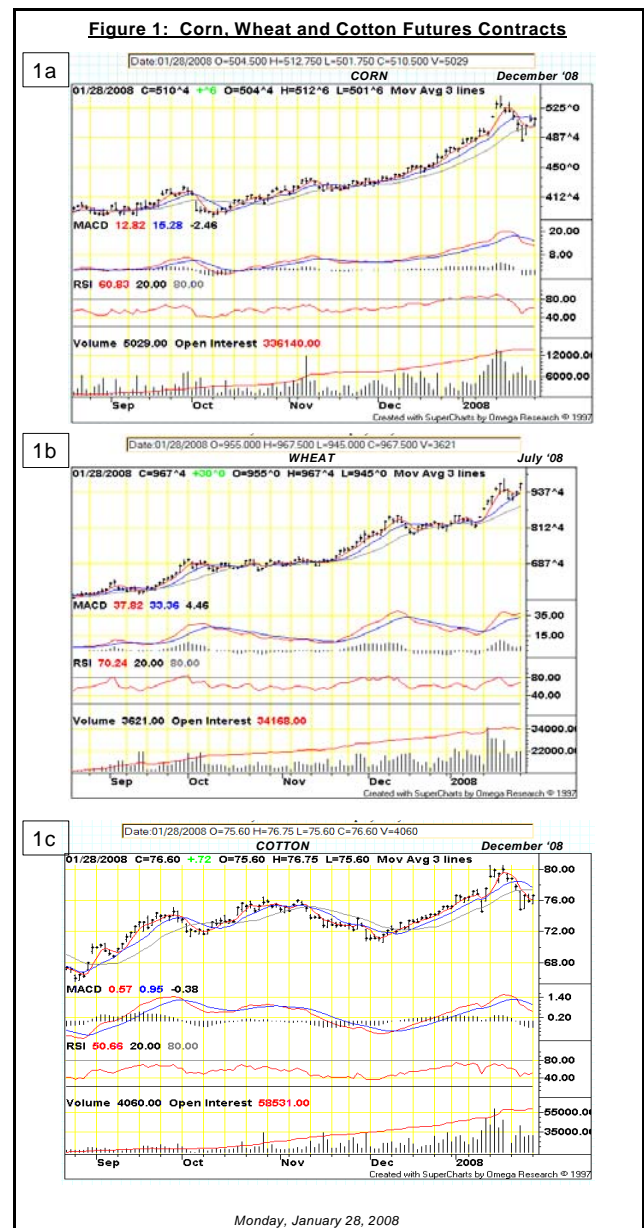 Figure 1: Corn, Wheat and Cotton Futures Contracts
1a
Date:01/28/2008 O=504.500 H=512.750 L=501.750 C=510.500 V=5029
CORN December '08
01/28/2008 C=510^4 +^6 O=504^4 H=512^6 L=501^6 Mov Avg 3 lines
525^0
487^4
450^0
412^4
MACD 12.82 15.28 -2.46
20.00
8.00
RSI 60.83 20.00 80.00
80.00
40.00
Volume 5029.00 Open Interest 336140.00
12000.00
6000.00
Sep Oct Nov Dec 2008
Created with SuperCharts by Omega Research © 1997
1b
Date:01/28/2008 O=955.000 H=967.500 L=945.000 C=967.500 V=3621
WHEAT July '08
01/28/2008 C=967^4 +30^0 O=955^0 H=967^4 L=945^0 Mov Avg 3 lines
937^4
812^4
687^4
MACD 37.82 33.36 4.46
35.00
15.00
RSI 70.24 20.00 80.00
80.00
40.00
Volume 3621.00 Open Interest 34168.00
34000.00
22000.00
Sep Oct Nov Dec 2008
Created with SuperCharts by Omega Research © 1997
1c
Date:01/28/2008 O=75.60 H=76.75 L=75.60 C=76.60 V=4060
COTTON December '08
01/28/2008 C=76.60 +.72 O=75.60 H=76.75 L=75.60 Mov Avg 3 lines
80.00
76.00
72.00
68.00
MACD 0.57 0.95 -0.38
1.40
0.20
RSI 50.66 20.00 80.00
80.00
40.00
Volume 4060.00 Open Interest 58531.00
55000.00
35000.00
Sep Oct Nov Dec 2008
Created with SuperCharts by Omega Research © 1997
Monday, January 28, 2008